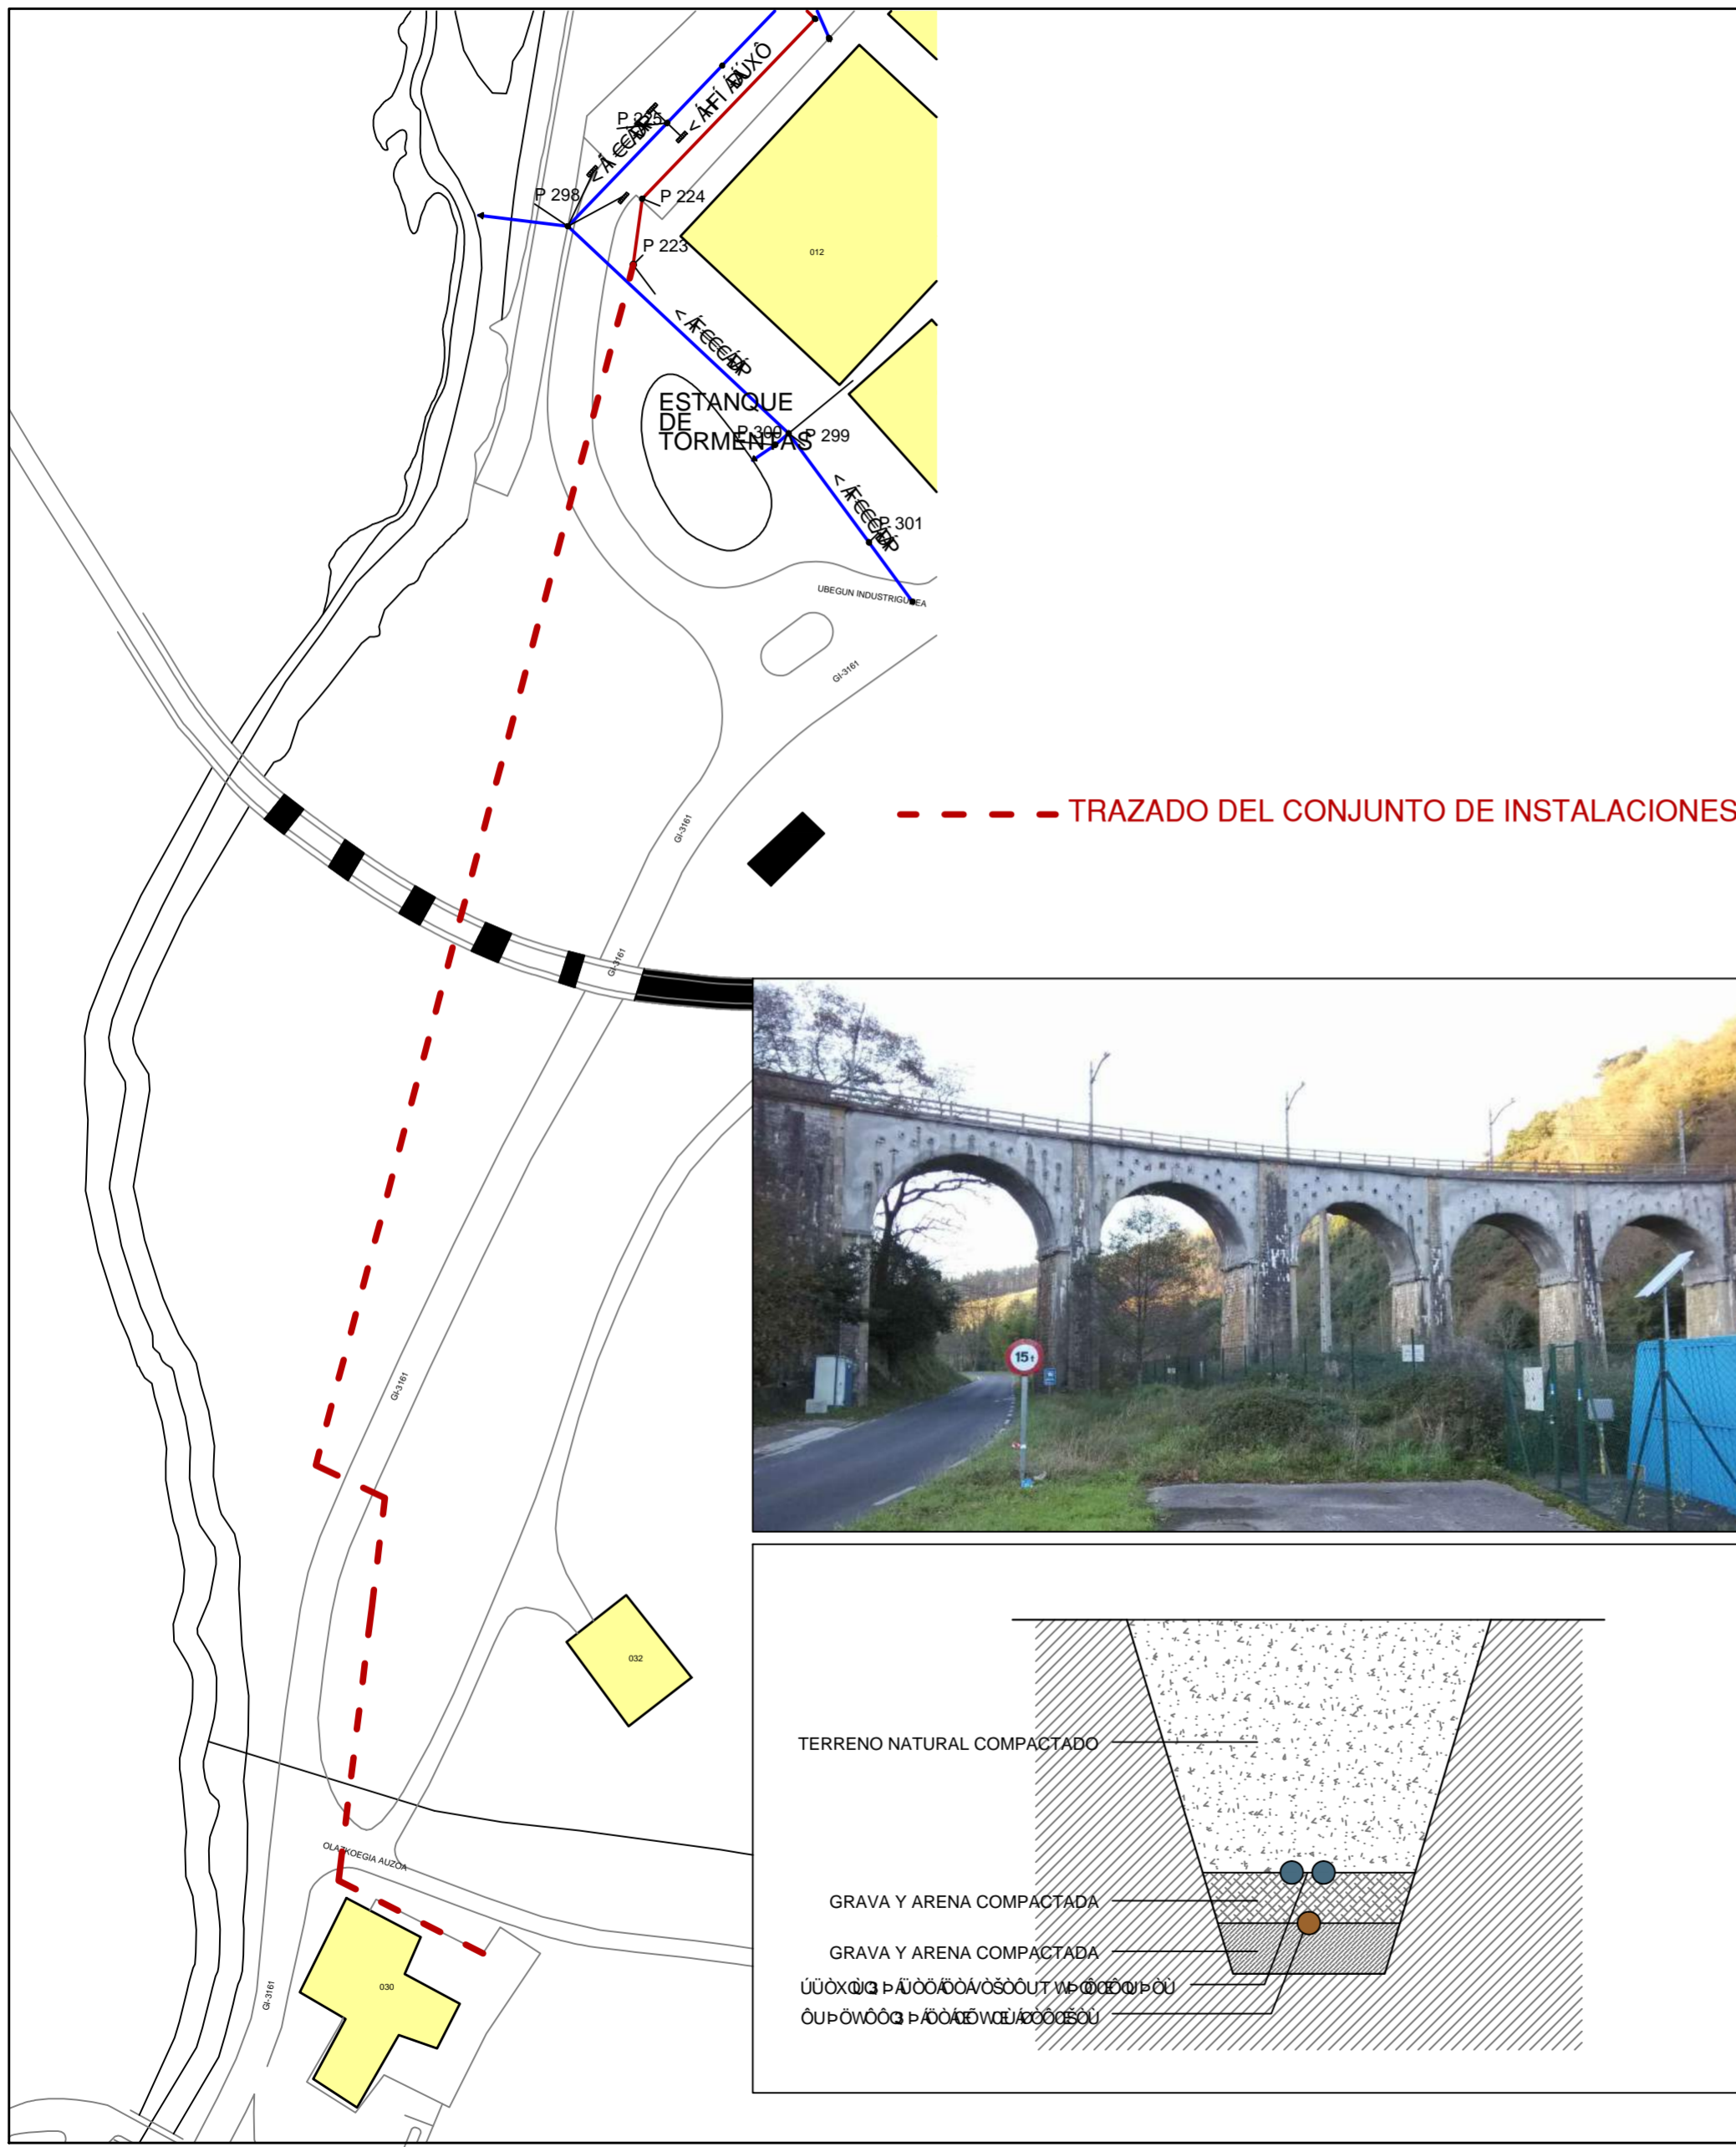 P 225
P 298
P 224
P 223
012
ESTANQUE
DE
TORMENTAS
P 300
P 299
P 301
UBEGUN INDUSTRIGUNEA
GI-3161
GI-3161
TRAZADO DEL CONJUNTO DE INSTALACIONES
GI-3161
15t
GI-3161
032
TERRENO NATURAL COMPACTADO
OLATXOEGIA AUZOA
GRAVA Y ARENA COMPACTADA
GRAVA Y ARENA COMPACTADA
030
GI-3161